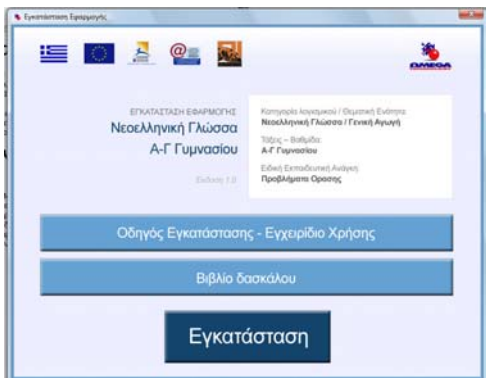 Εγκατάσταση Εφαρμογής
OMEGA
ΕΓΚΑΤΑΣΤΑΣΗ ΕΦΑΡΜΟΓΗΣ
Νεοελληνική Γλώσσα
Α-Γ Γυμνασίου
Έκδοση 1.0
Κατηγορία λογισμικού / Θεματική Ενότητα
Νεοελληνική Γλώσσα / Γενική Αγωγή
Τάξεις – Βαθμίδα:
Α-Γ Γυμνασίου
Ειδική Εκπαιδευτική Ανάγκη:
Προβλήματα Ορασης
Οδηγός Εγκατάστασης - Εγχειρίδιο Χρήσης
Βιβλίο δασκάλου
Εγκατάσταση